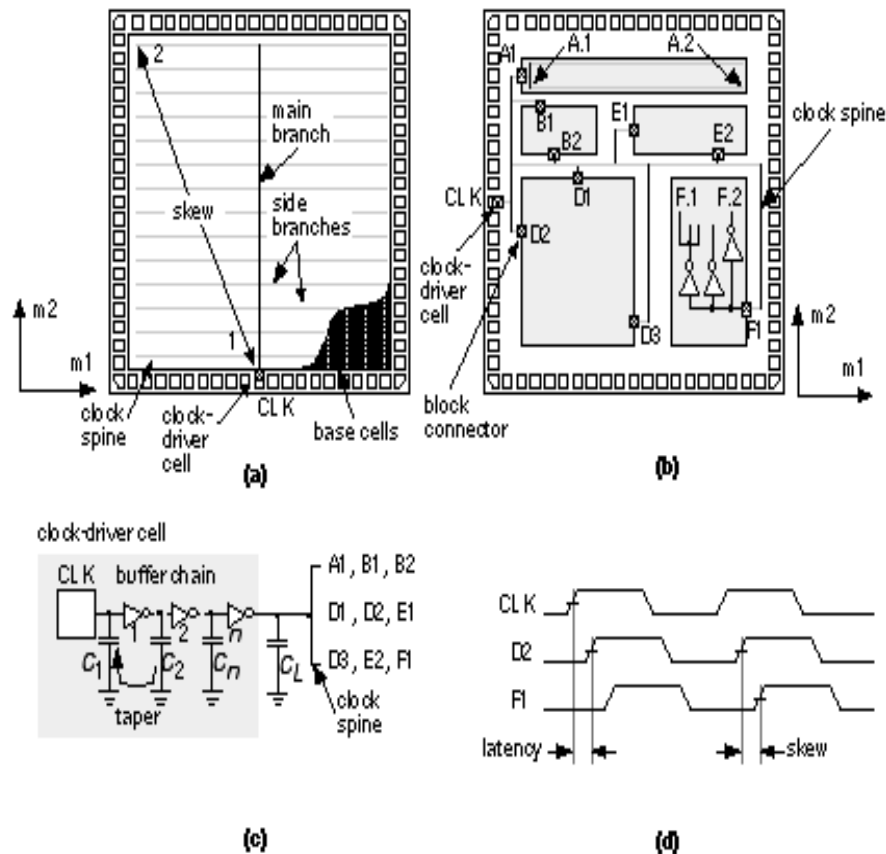 2
main
branch
skew
side
branches
1
m2
m1
clock
spine
clock-
driver
cell
CLK
base cells
(a)
A1
A.1
A.2
B1
B2
E1
E2
clock spine
CLK
D1
D2
F.1
F.2
clock-
driver
cell
D3
F1
m2
m1
block
connector
(b)
clock-driver cell
CLK
buffer chain
1
2
n
C1
C2
Cn
CL
taper
A1, B1, B2
D1, D2, E1
D3, E2, F1
clock
spine
(c)
CLK
D2
F1
latency
skew
(d)